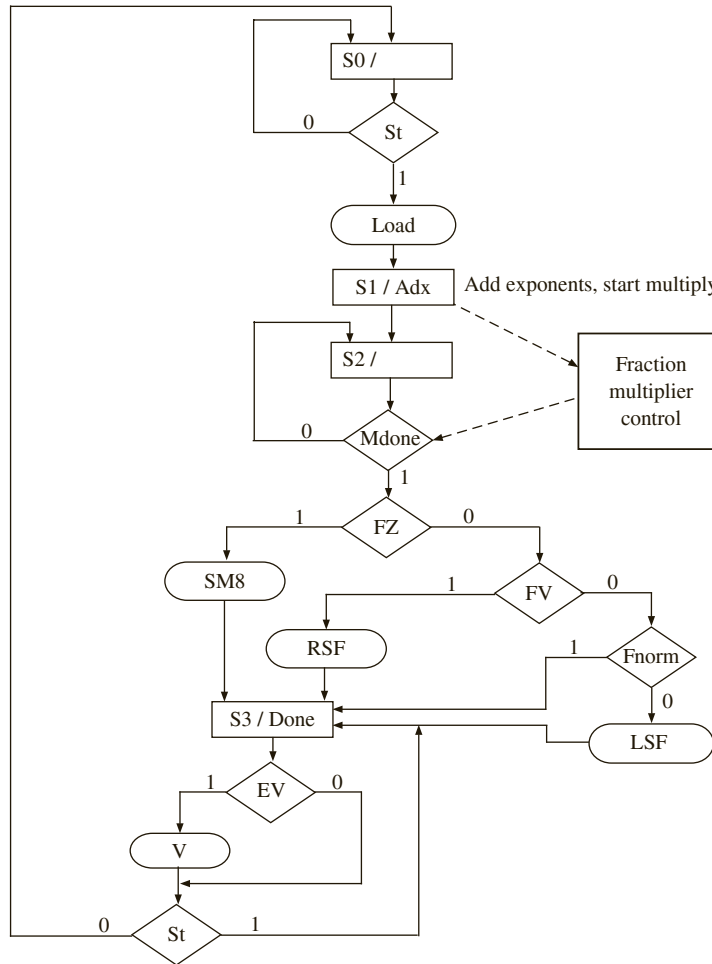 S0 /
0
St
1
Load
S1 / Adx
Add exponents, start multiply
S2 /
Fraction
multiplier
control
0
Mdone
1
1
FZ
0
SM8
1
FV
0
RSF
1
Fnorm
0
S3 / Done
LSF
1
EV
0
V
0
St
1